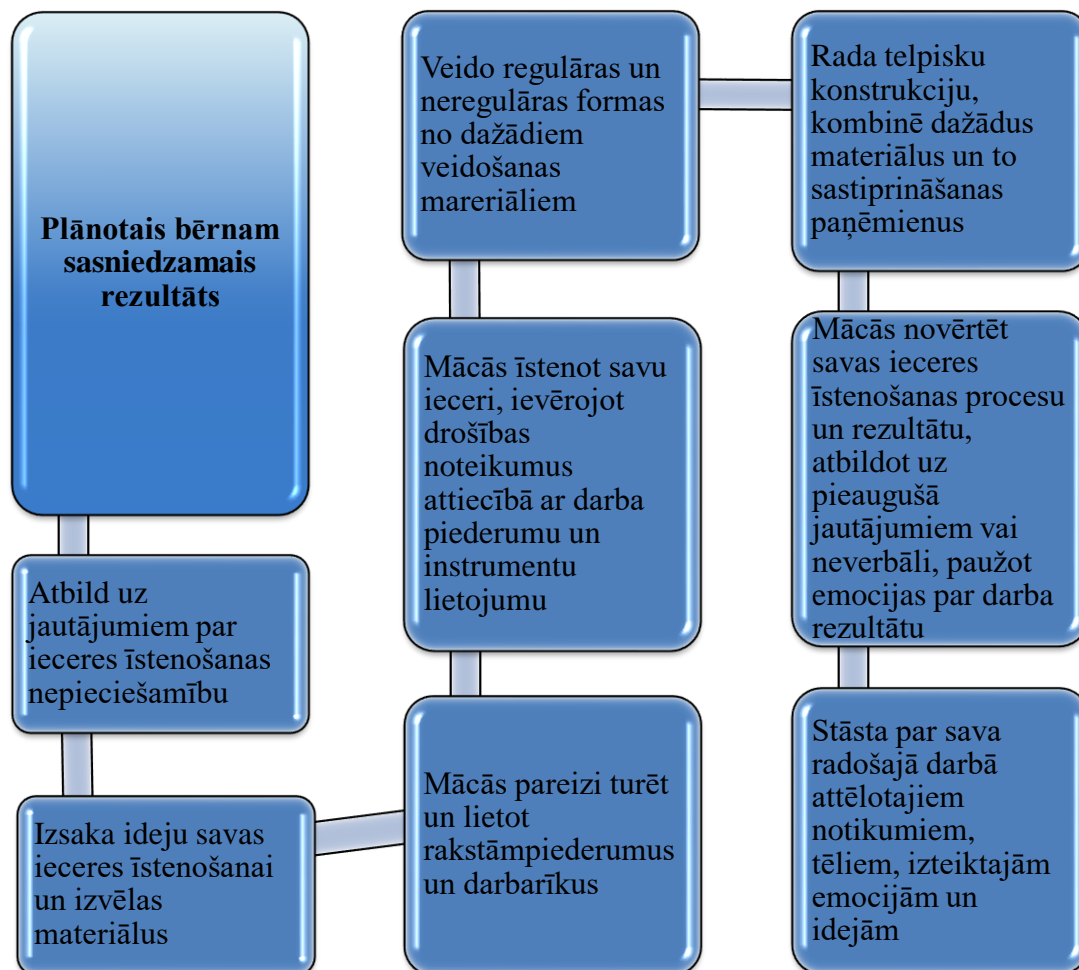 Plānotais bērnam
sasniedzamais
rezultāts
Atbild uz
jautājumiem par
ieceres īstenošanas
nepieciešamību
Izsaka ideju savas
ieceres īstenošanai
un izvēlas
materiālus
Mācās pareizi turēt
un lietot
rakstāmpiederumus
un darbarīkus
Mācās īstenot savu
ieceri, ievērojot
drošības
noteikumus
attiecībā ar darba
piederumu un
instrumentu
lietojumu
Veido regulāras un
neregulāras formas
no dažādiem
veidošanas
mareriāliem
Rada telpisku
konstrukciju,
kombinē dažādus
materiālus un to
sastiprināšanas
paņēmienus
Mācās novērtēt
savas ieceres
īstenošanas procesu
un rezultātu,
atbildot uz
pieaugušā
jautājumiem vai
neverbāli, paužot
emocijas par darba
rezultātu
Stāsta par sava
radošajā darbā
attēlotajiem
notikumiem,
tēliem, izteiktajām
emocijām un
idejām